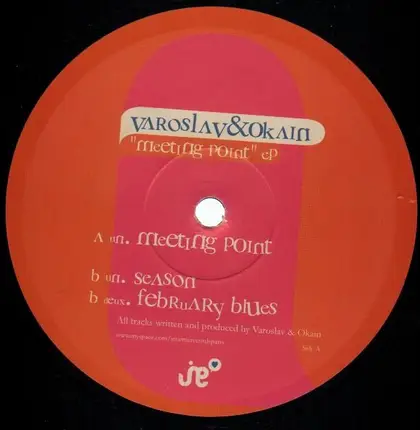 Varoslav & Okain
"Meeting Point" ep
A un. Meeting Point
b un. Season
b deux. February Blues
All tracks written and produced by Varoslav & Okain
Side A